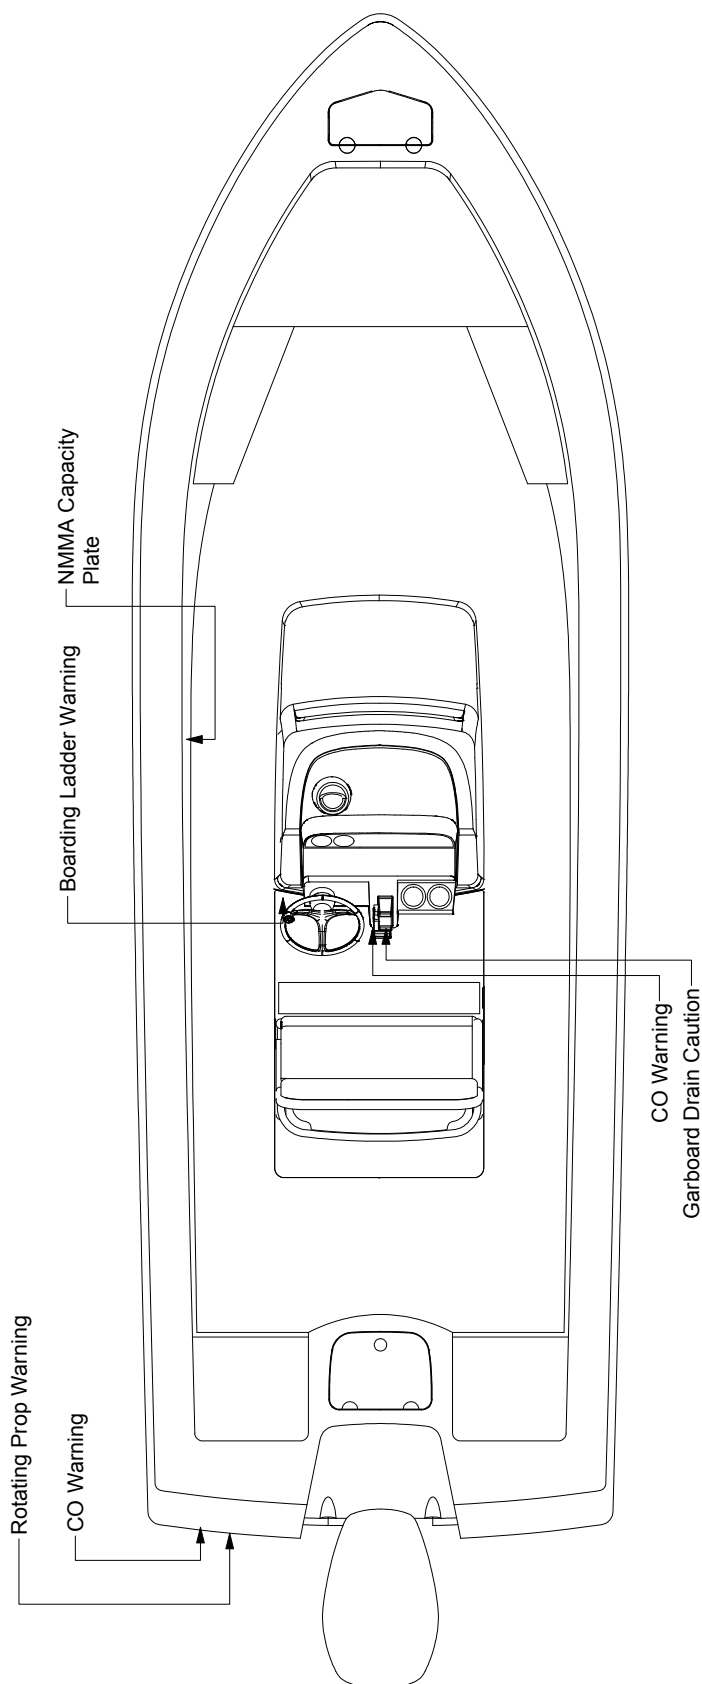 NMMA Capacity
Plate
Boarding Ladder Warning
CO Warning
Garboard Drain Caution
Rotating Prop Warning
CO Warning